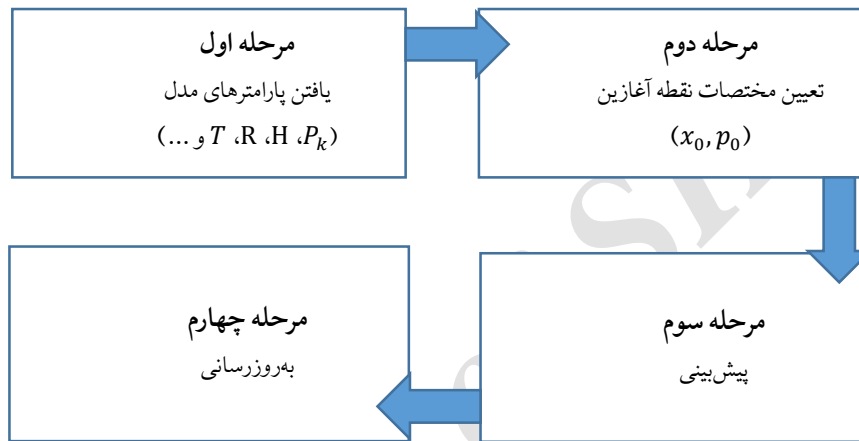 مرحله اول
یافتن پارامترهای مدل
(P_k، H، R، T و ...)
مرحله دوم
تعیین مختصات نقطه آغازین
(x_0, p_0)
مرحله سوم
پیش‌بینی
مرحله چهارم
به‌روزرسانی